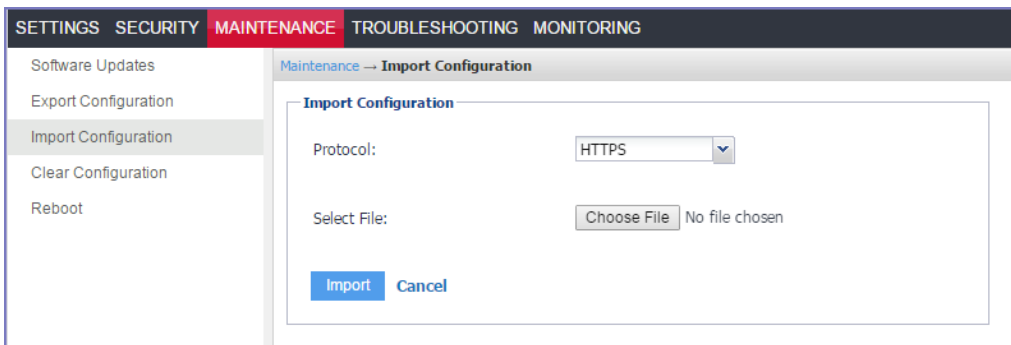 SETTINGS SECURITY MAINTENANCE TROUBLESHOOTING MONITORING
Software Updates
Export Configuration
Import Configuration
Clear Configuration
Reboot
Maintenance → Import Configuration
Import Configuration
Protocol: HTTPS
Select File: Choose File No file chosen
Import Cancel